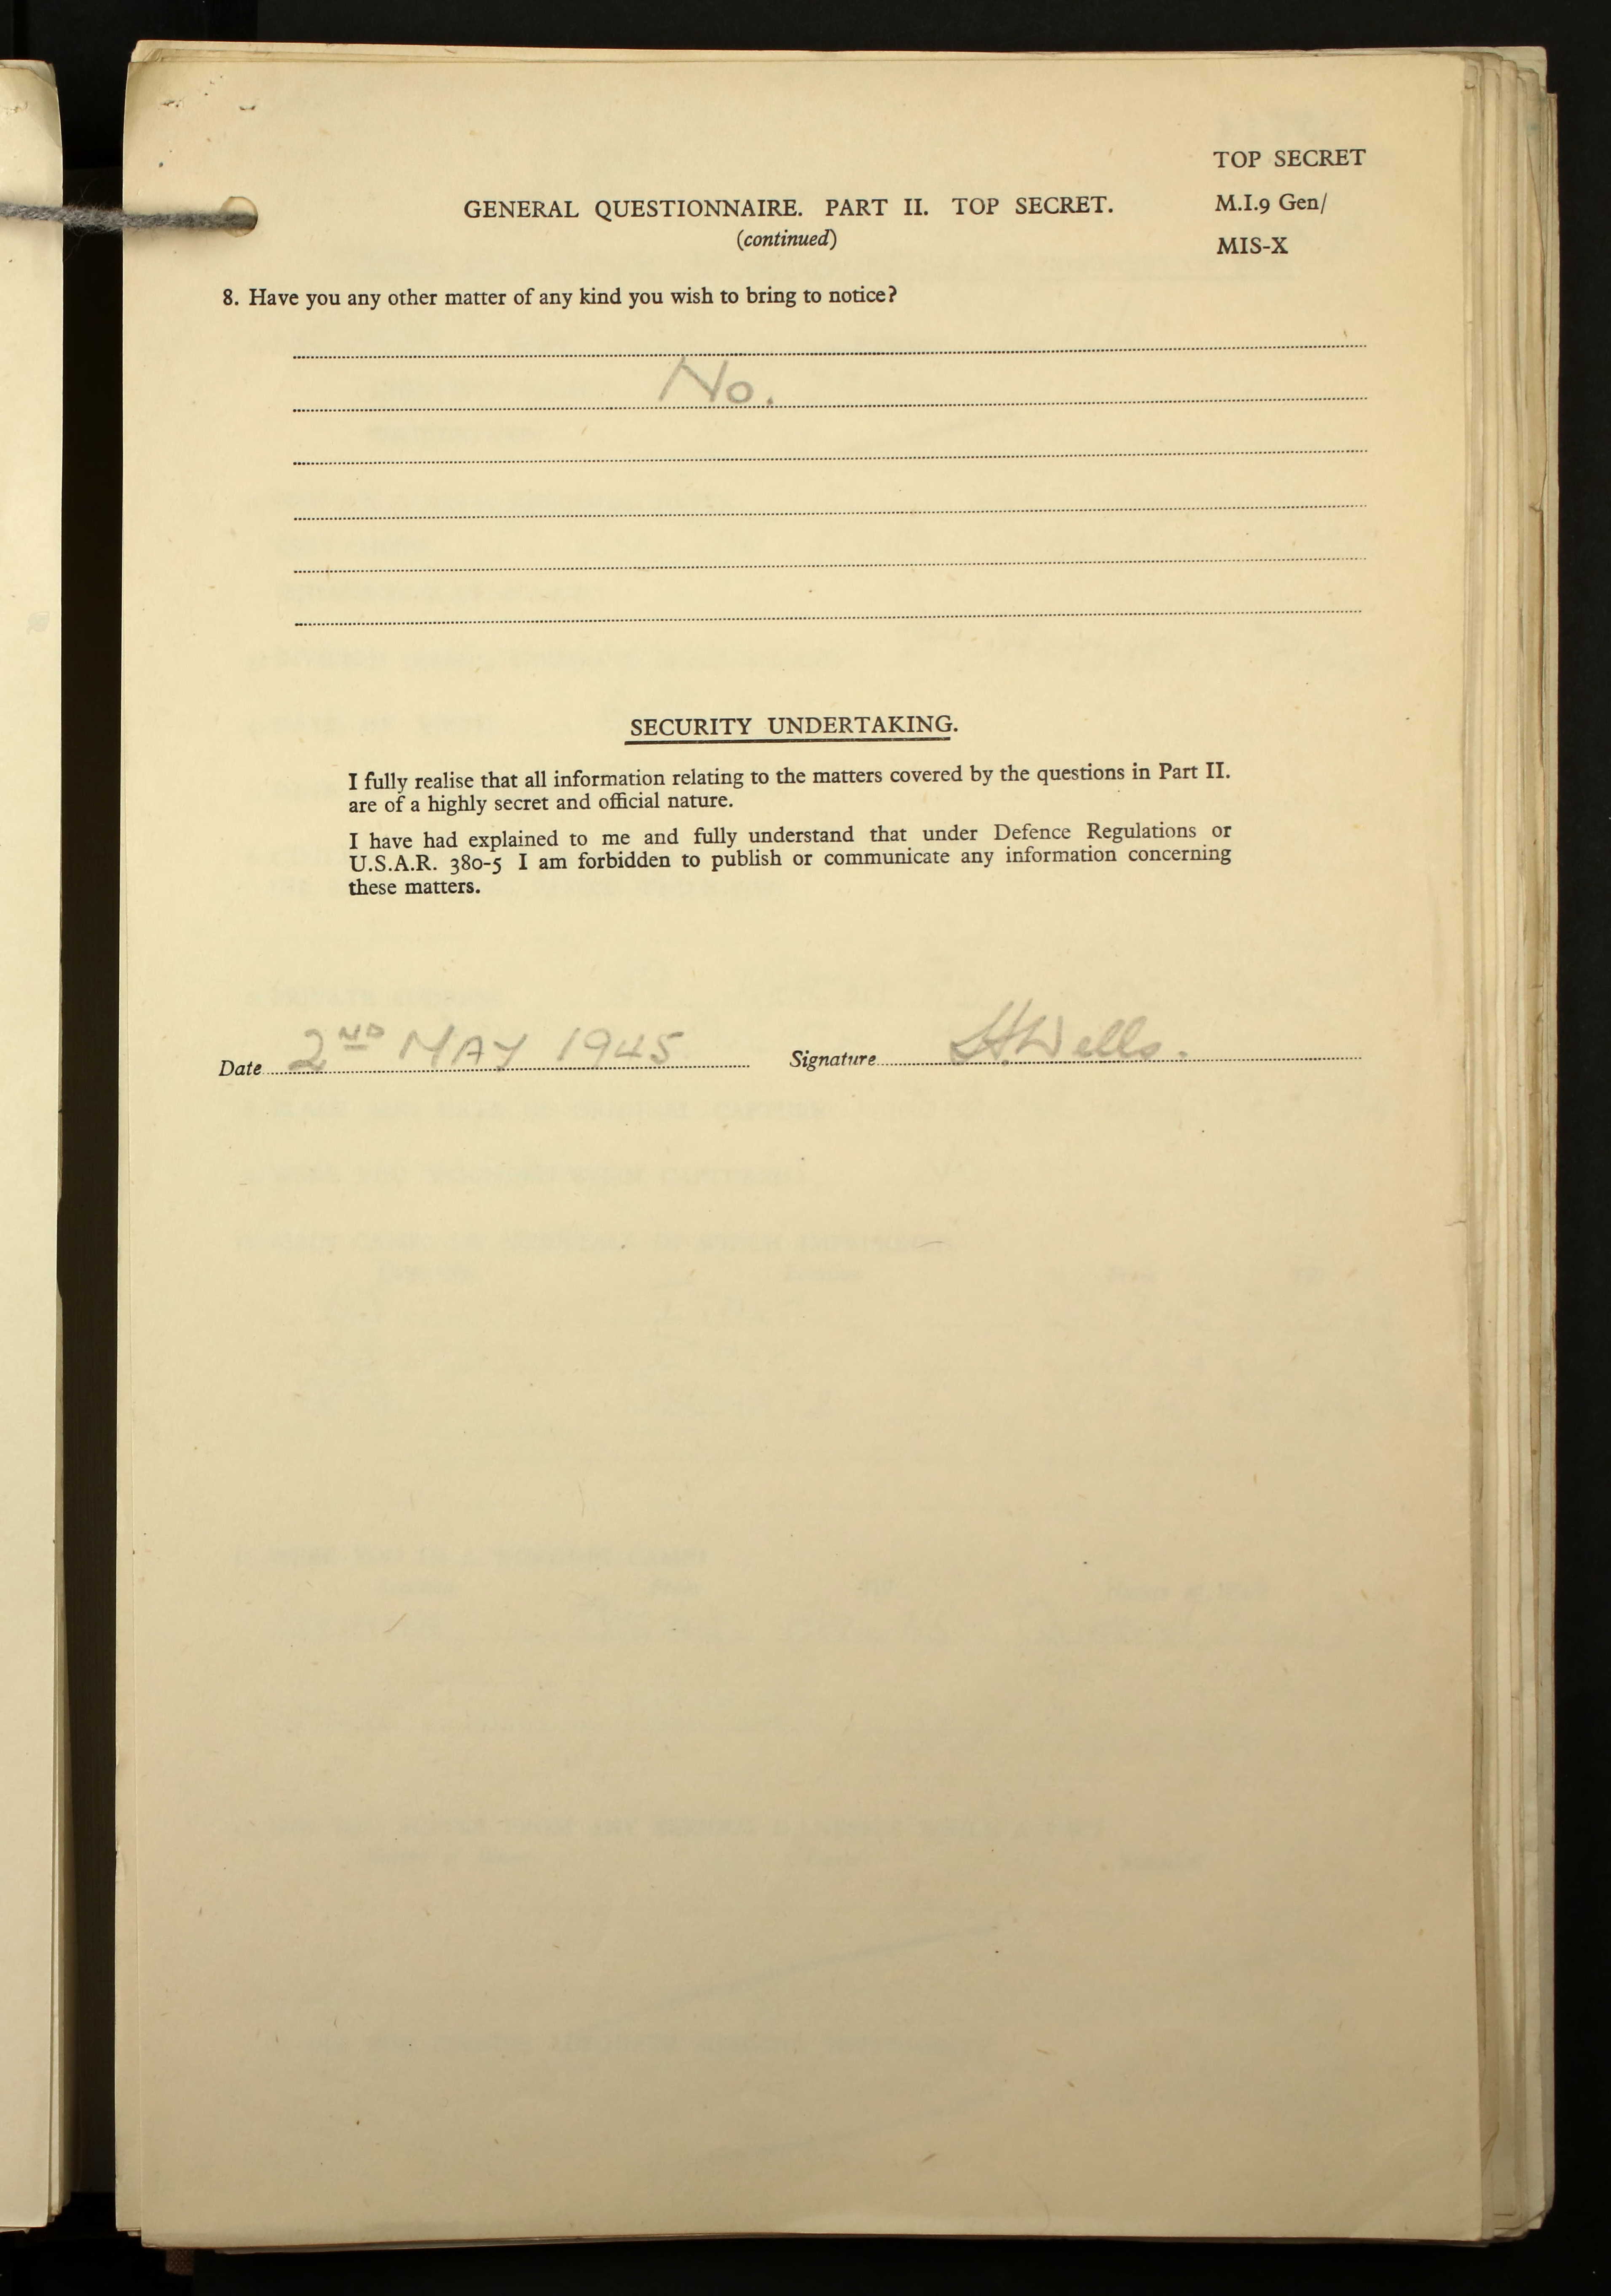 TOP SECRET
GENERAL QUESTIONNAIRE. PART II. TOP SECRET.
M.I.9 Gen/
(continued)
MIS-X
8. Have you any other matter of any kind you wish to bring to notice?
No.
SECURITY UNDERTAKING.
I fully realise that all information relating to the matters covered by the questions in Part II.
are of a highly secret and official nature.
I have had explained to me and fully understand that under Defence Regulations or
U.S.A.R. 380-5 I am forbidden to publish or communicate any information concerning
these matters.
Date 2ND MAY 1945 Signature Wells.